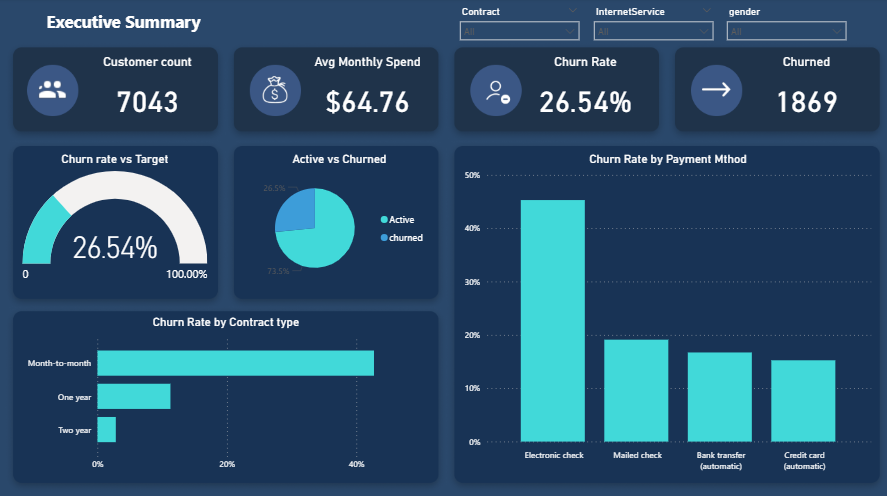 Executive Summary
Contract
InternetService
gender
All
All
All
Customer count
7043
Avg Monthly Spend
$64.76
Churn Rate
26.54%
Churned
1869
Churn rate vs Target
26.54%
0
100.00%
Active vs Churned
26.5%
73.5%
Active
churned
Churn Rate by Payment Mthod
50%
40%
30%
20%
10%
0%
Electronic check
Mailed check
Bank transfer
(automatic)
Credit card
(automatic)
Churn Rate by Contract type
Month-to-month
One year
Two year
0%
20%
40%